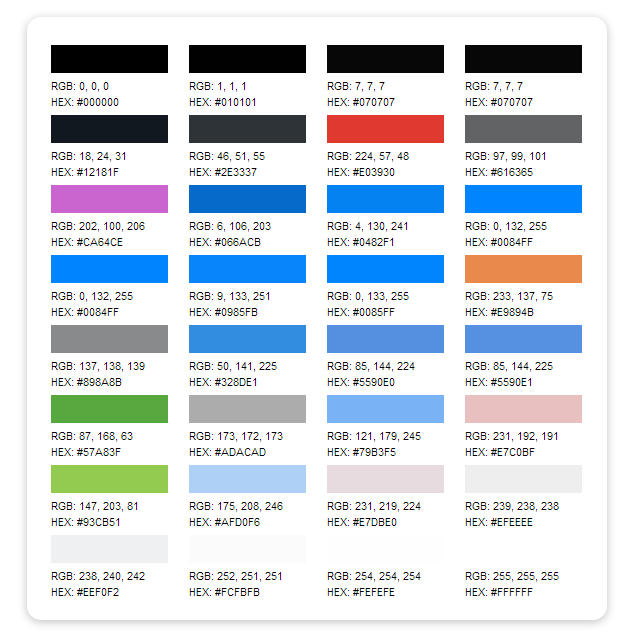 RGB: 0, 0, 0
HEX: #000000
RGB: 1, 1, 1
HEX: #010101
RGB: 7, 7, 7
HEX: #070707
RGB: 7, 7, 7
HEX: #070707
RGB: 18, 24, 31
HEX: #12181F
RGB: 46, 51, 55
HEX: #2E3337
RGB: 224, 57, 48
HEX: #E03930
RGB: 97, 99, 101
HEX: #616365
RGB: 202, 100, 206
HEX: #CA64CE
RGB: 6, 106, 203
HEX: #066ACB
RGB: 4, 130, 241
HEX: #0482F1
RGB: 0, 132, 255
HEX: #0084FF
RGB: 0, 132, 255
HEX: #0084FF
RGB: 9, 133, 251
HEX: #0985FB
RGB: 0, 133, 255
HEX: #0085FF
RGB: 233, 137, 75
HEX: #E9894B
RGB: 137, 138, 139
HEX: #898A8B
RGB: 50, 141, 225
HEX: #328DE1
RGB: 85, 144, 224
HEX: #5590E0
RGB: 85, 144, 225
HEX: #5590E1
RGB: 87, 168, 63
HEX: #57A83F
RGB: 173, 172, 173
HEX: #ADACAD
RGB: 121, 179, 245
HEX: #79B3F5
RGB: 231, 192, 191
HEX: #E7C0BF
RGB: 147, 203, 81
HEX: #93CB51
RGB: 175, 208, 246
HEX: #AFD0F6
RGB: 231, 219, 224
HEX: #E7DBE0
RGB: 239, 238, 238
HEX: #EFEEEE
RGB: 238, 240, 242
HEX: #EEF0F2
RGB: 252, 251, 251
HEX: #FCFBFB
RGB: 254, 254, 254
HEX: #FEFEFE
RGB: 255, 255, 255
HEX: #FFFFFF